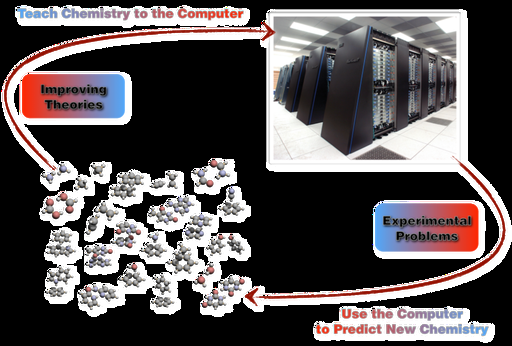 Teach Chemistry to the Computer
Improving
Theories
Experimental
Problems
Use the Computer
to Predict New Chemistry